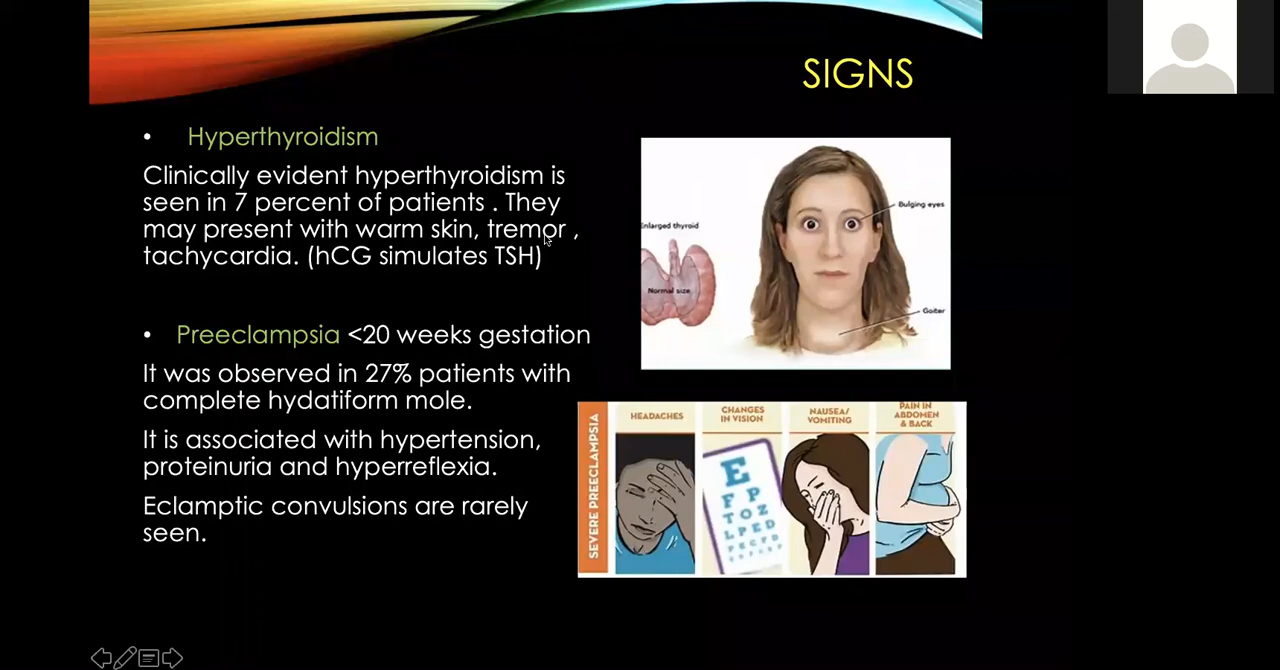 SIGNS
• Hyperthyroidism
Clinically evident hyperthyroidism is
seen in 7 percent of patients . They
may present with warm skin, tremor ,
tachycardia. (hCG simulates TSH)
• Preeclampsia <20 weeks gestation
It was observed in 27% patients with
complete hydatiform mole.
It is associated with hypertension,
proteinuria and hyperreflexia.
Eclamptic convulsions are rarely
seen.
Bulging eyes
Enlarged thyroid
Normal size
Goiter
SEVERE PREECLAMPSIA
HEADACHES
CHANGES
IN VISION
NAUSEA/
VOMITING
PAIN IN
ABDOMEN
& BACK
E
F P
T O Z
L P E D
P E C F D